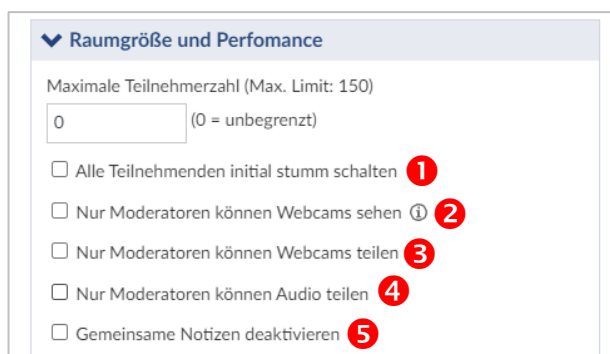 Raumgröße und Perfomance
Maximale Teilnehmerzahl (Max. Limit: 150)
0 (0 = unbegrenzt)
Alle Teilnehmenden initial stumm schalten 1
Nur Moderatoren können Webcams sehen ⓘ 2
Nur Moderatoren können Webcams teilen 3
Nur Moderatoren können Audio teilen 4
Gemeinsame Notizen deaktivieren 5